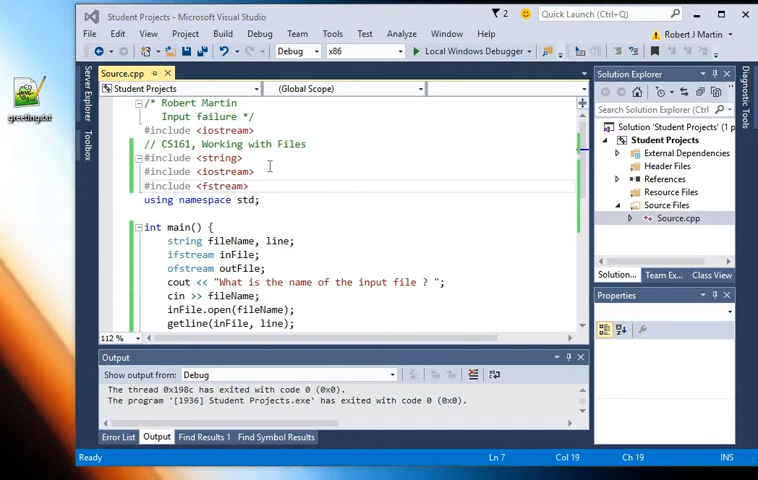 Student Projects - Microsoft Visual Studio
2
Quick Launch (Ctrl+Q)
File Edit View Project Build Debug Team Tools Test Analyze Window Help
Robert J Martin
Debug x86 Local Windows Debugger
greeting.txt
Server Explorer
Toolbox
Source.cpp
Student Projects (Global Scope)
/* Robert Martin
Input failure */
#include <iostream>
// CS161, Working with Files
#include <string>
#include <iostream>
#include <fstream>
using namespace std;
int main() {
string fileName, line;
ifstream inFile;
ofstream outFile;
cout << "What is the name of the input file ? ";
cin >> fileName;
inFile.open(fileName);
getline(inFile, line);
112 %
Solution Explorer
Search Solution Explorer (Ctrl+;)
Solution 'Student Projects' (1 p
Student Projects
External Dependencies
Header Files
References
Resource Files
Source Files
Source.cpp
Solution... Team Ex... Class View
Properties
Diagnostic Tools
Output
Show output from: Debug
The thread 0x198c has exited with code 0 (0x0).
The program '[1936] Student Projects.exe' has exited with code 0 (0x0).
Error List Output Find Results 1 Find Symbol Results
Ready Ln 7 Col 19 Ch 19 INS